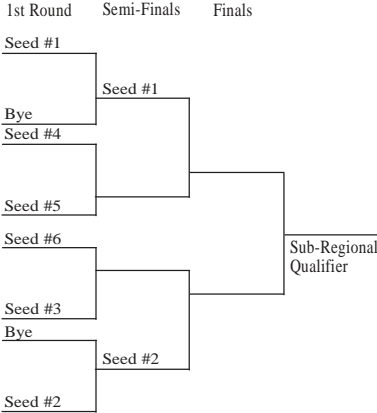 1st Round Semi-Finals Finals
Seed #1
Seed #1
Bye
Seed #4
Seed #5
Seed #6
Sub-Regional
Qualifier
Seed #3
Bye
Seed #2
Seed #2